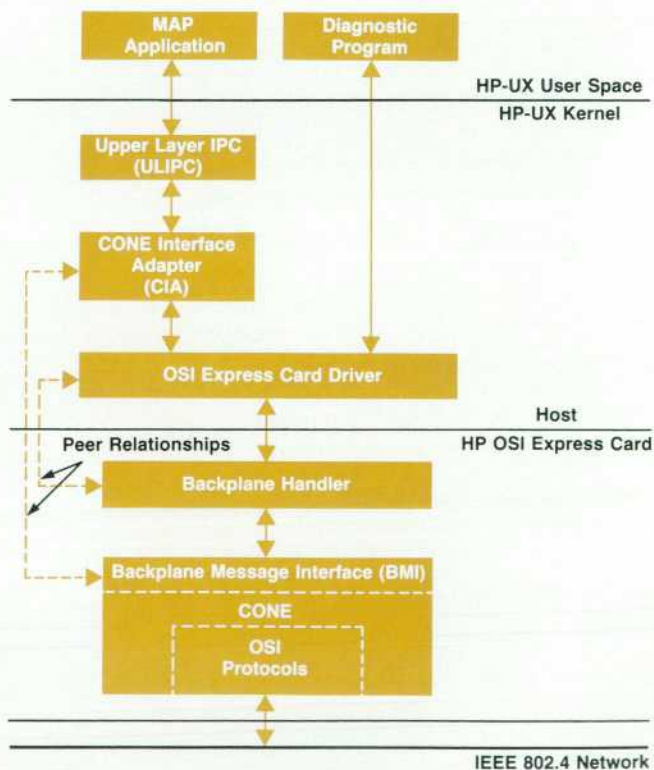 MAP
Application
Diagnostic
Program
HP-UX User Space
HP-UX Kernel
Upper Layer IPC
(ULIPC)
CONE Interface
Adapter
(CIA)
OSI Express Card Driver
Host
Peer Relationships
HP OSI Express Card
Backplane Handler
Backplane Message Interface (BMI)
CONE
OSI
Protocols
IEEE 802.4 Network